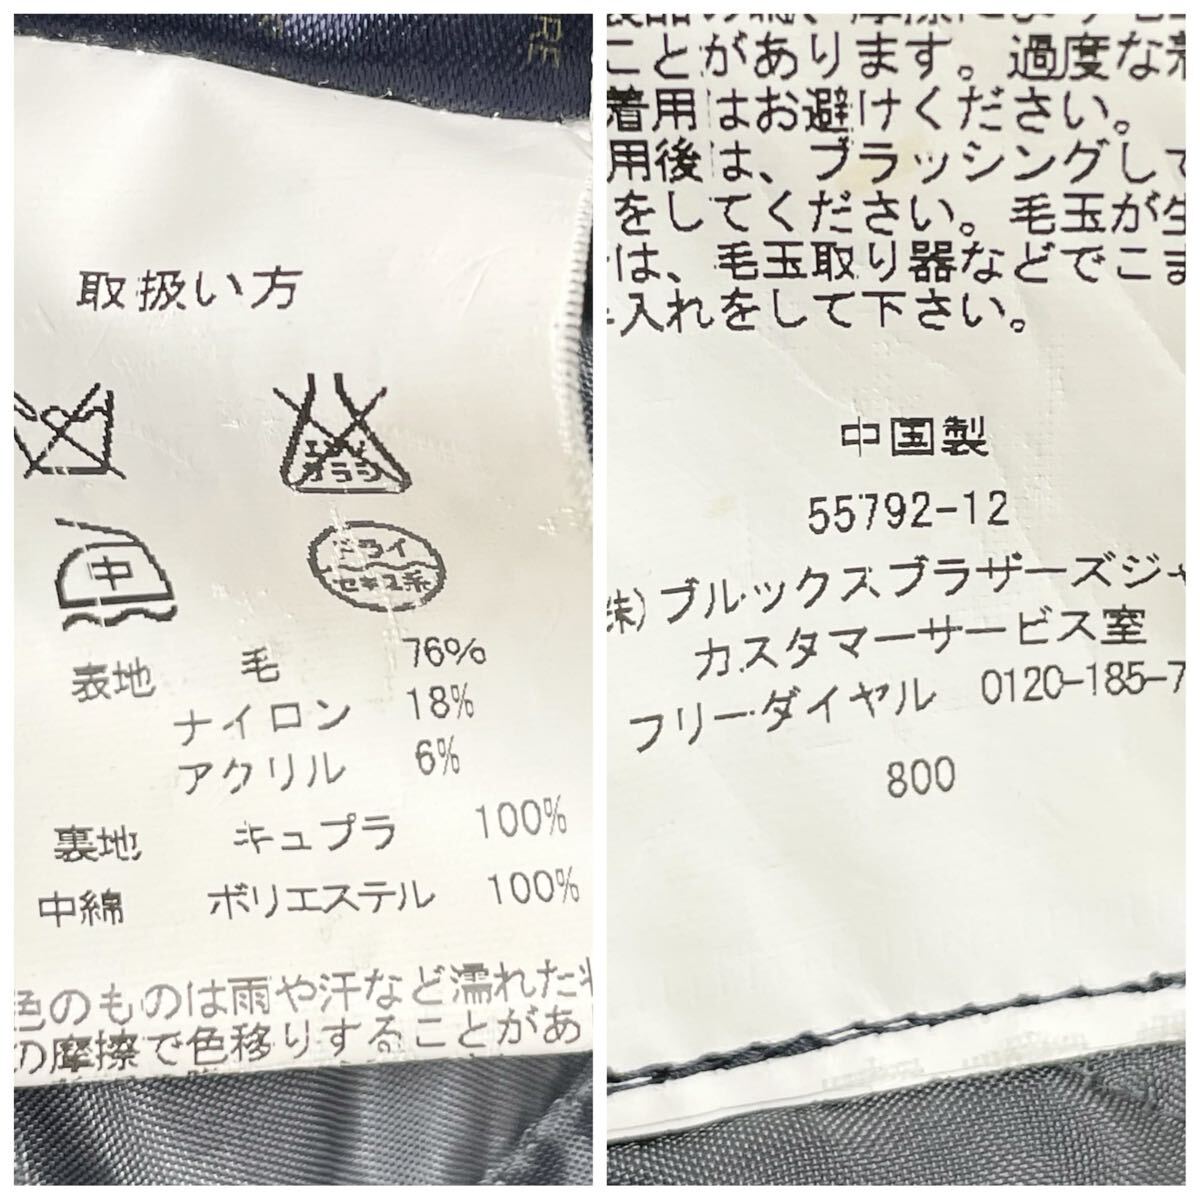 取扱い方
エンソ
サラシ
中
ドライ
セキユ系
表地 毛 76%
ナイロン 18%
アクリル 6%
裏地 キュプラ 100%
中綿 ポリエステル 100%
色のものは雨や汗など濡れた
の摩擦で色移りすることがあ
ことがあります。過度な着
着用はお避けください。
用後は、ブラッシングして
をしてください。毛玉が生
は、毛玉取り器などでこま
入れをして下さい。
中国製
55792-12
株)ブルックスブラザーズジャ
カスタマーサービス室
フリーダイヤル 0120-185-7
800